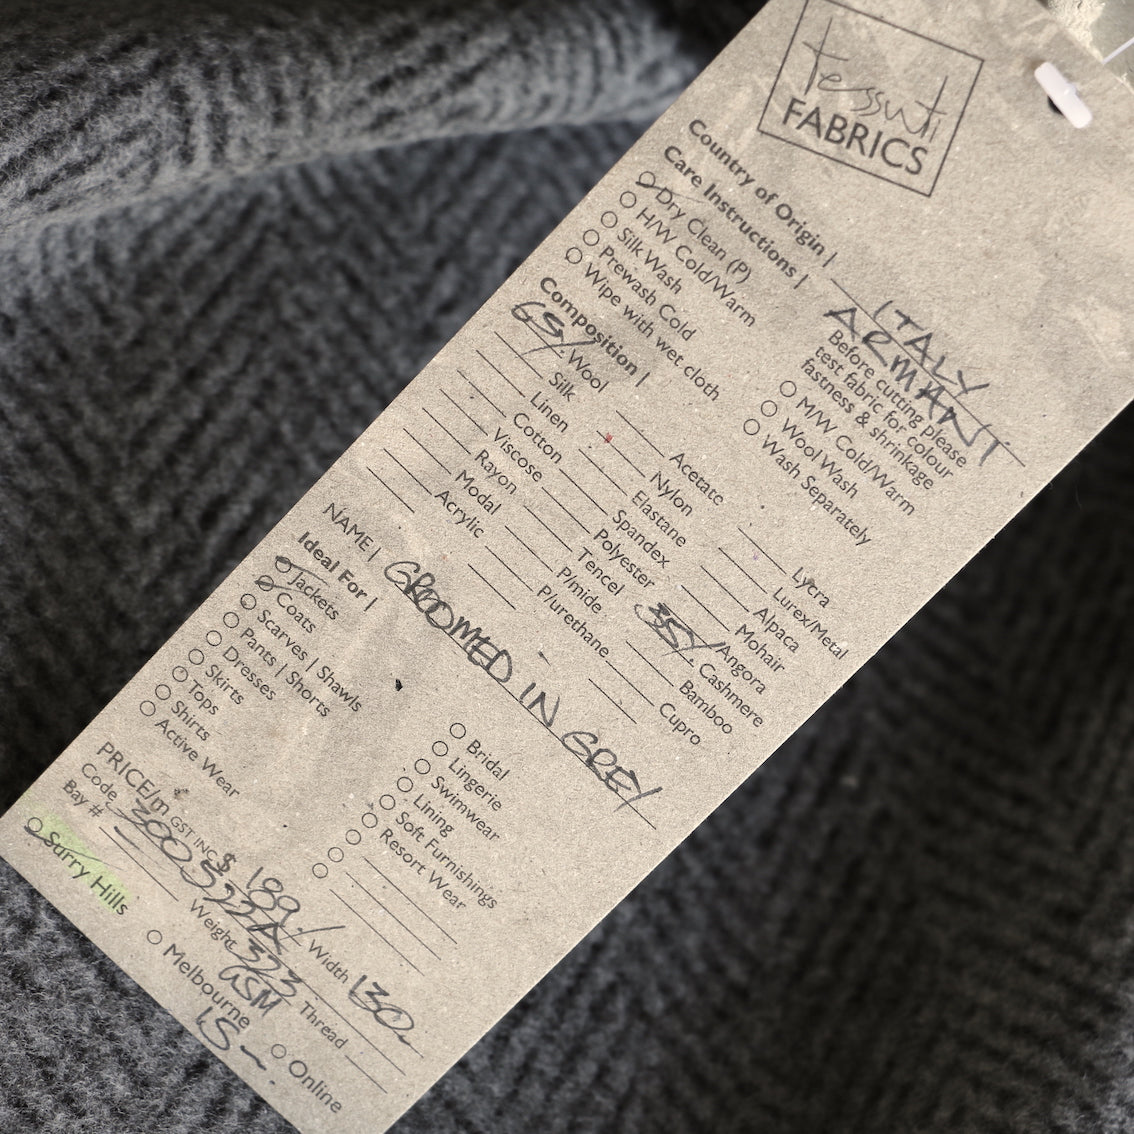 tessuti
FABRICS
Country of Origin | ITALY
ARMANI
Care Instructions | Before cutting please
test fabric for colour
fastness & shrinkage
Dry Clean (P)
H/W Cold/Warm
Silk Wash
Prewash Cold
Wipe with wet cloth
M/W Cold/Warm
Wool Wash
Wash Separately
Composition |
65% Wool
Silk
Linen
Cotton
Viscose
Rayon
Modal
Acrylic
Acetate
Nylon
Elastane
Spandex
Polyester
Tencel
P/mide
P/urethane
Lycra
Lurex/Metal
Alpaca
Mohair
Angora
35% Cashmere
Bamboo
Cupro
NAME | GROOMED IN GREY
Ideal For |
Jackets
Coats
Scarves | Shawls
Pants | Shorts
Dresses
Skirts
Tops
Shirts
Active Wear
Bridal
Lingerie
Swimwear
Lining
Soft Furnishings
Resort Wear
PRICE/m GST INC $ 189.- Width 130
Code 300522A
Bay # Weight 323 GSM Thread
Surry Hills Melbourne Online